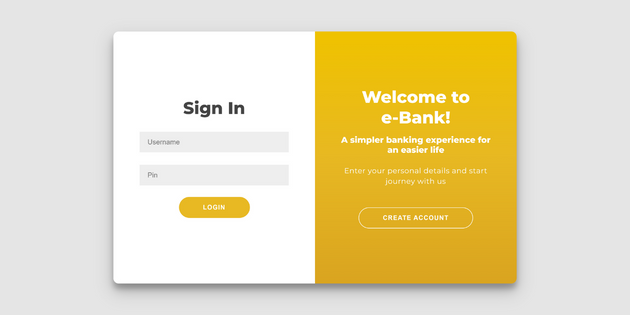 Sign In
Username
Pin
LOGIN
Welcome to
e-Bank!
A simpler banking experience for
an easier life
Enter your personal details and start
journey with us
CREATE ACCOUNT